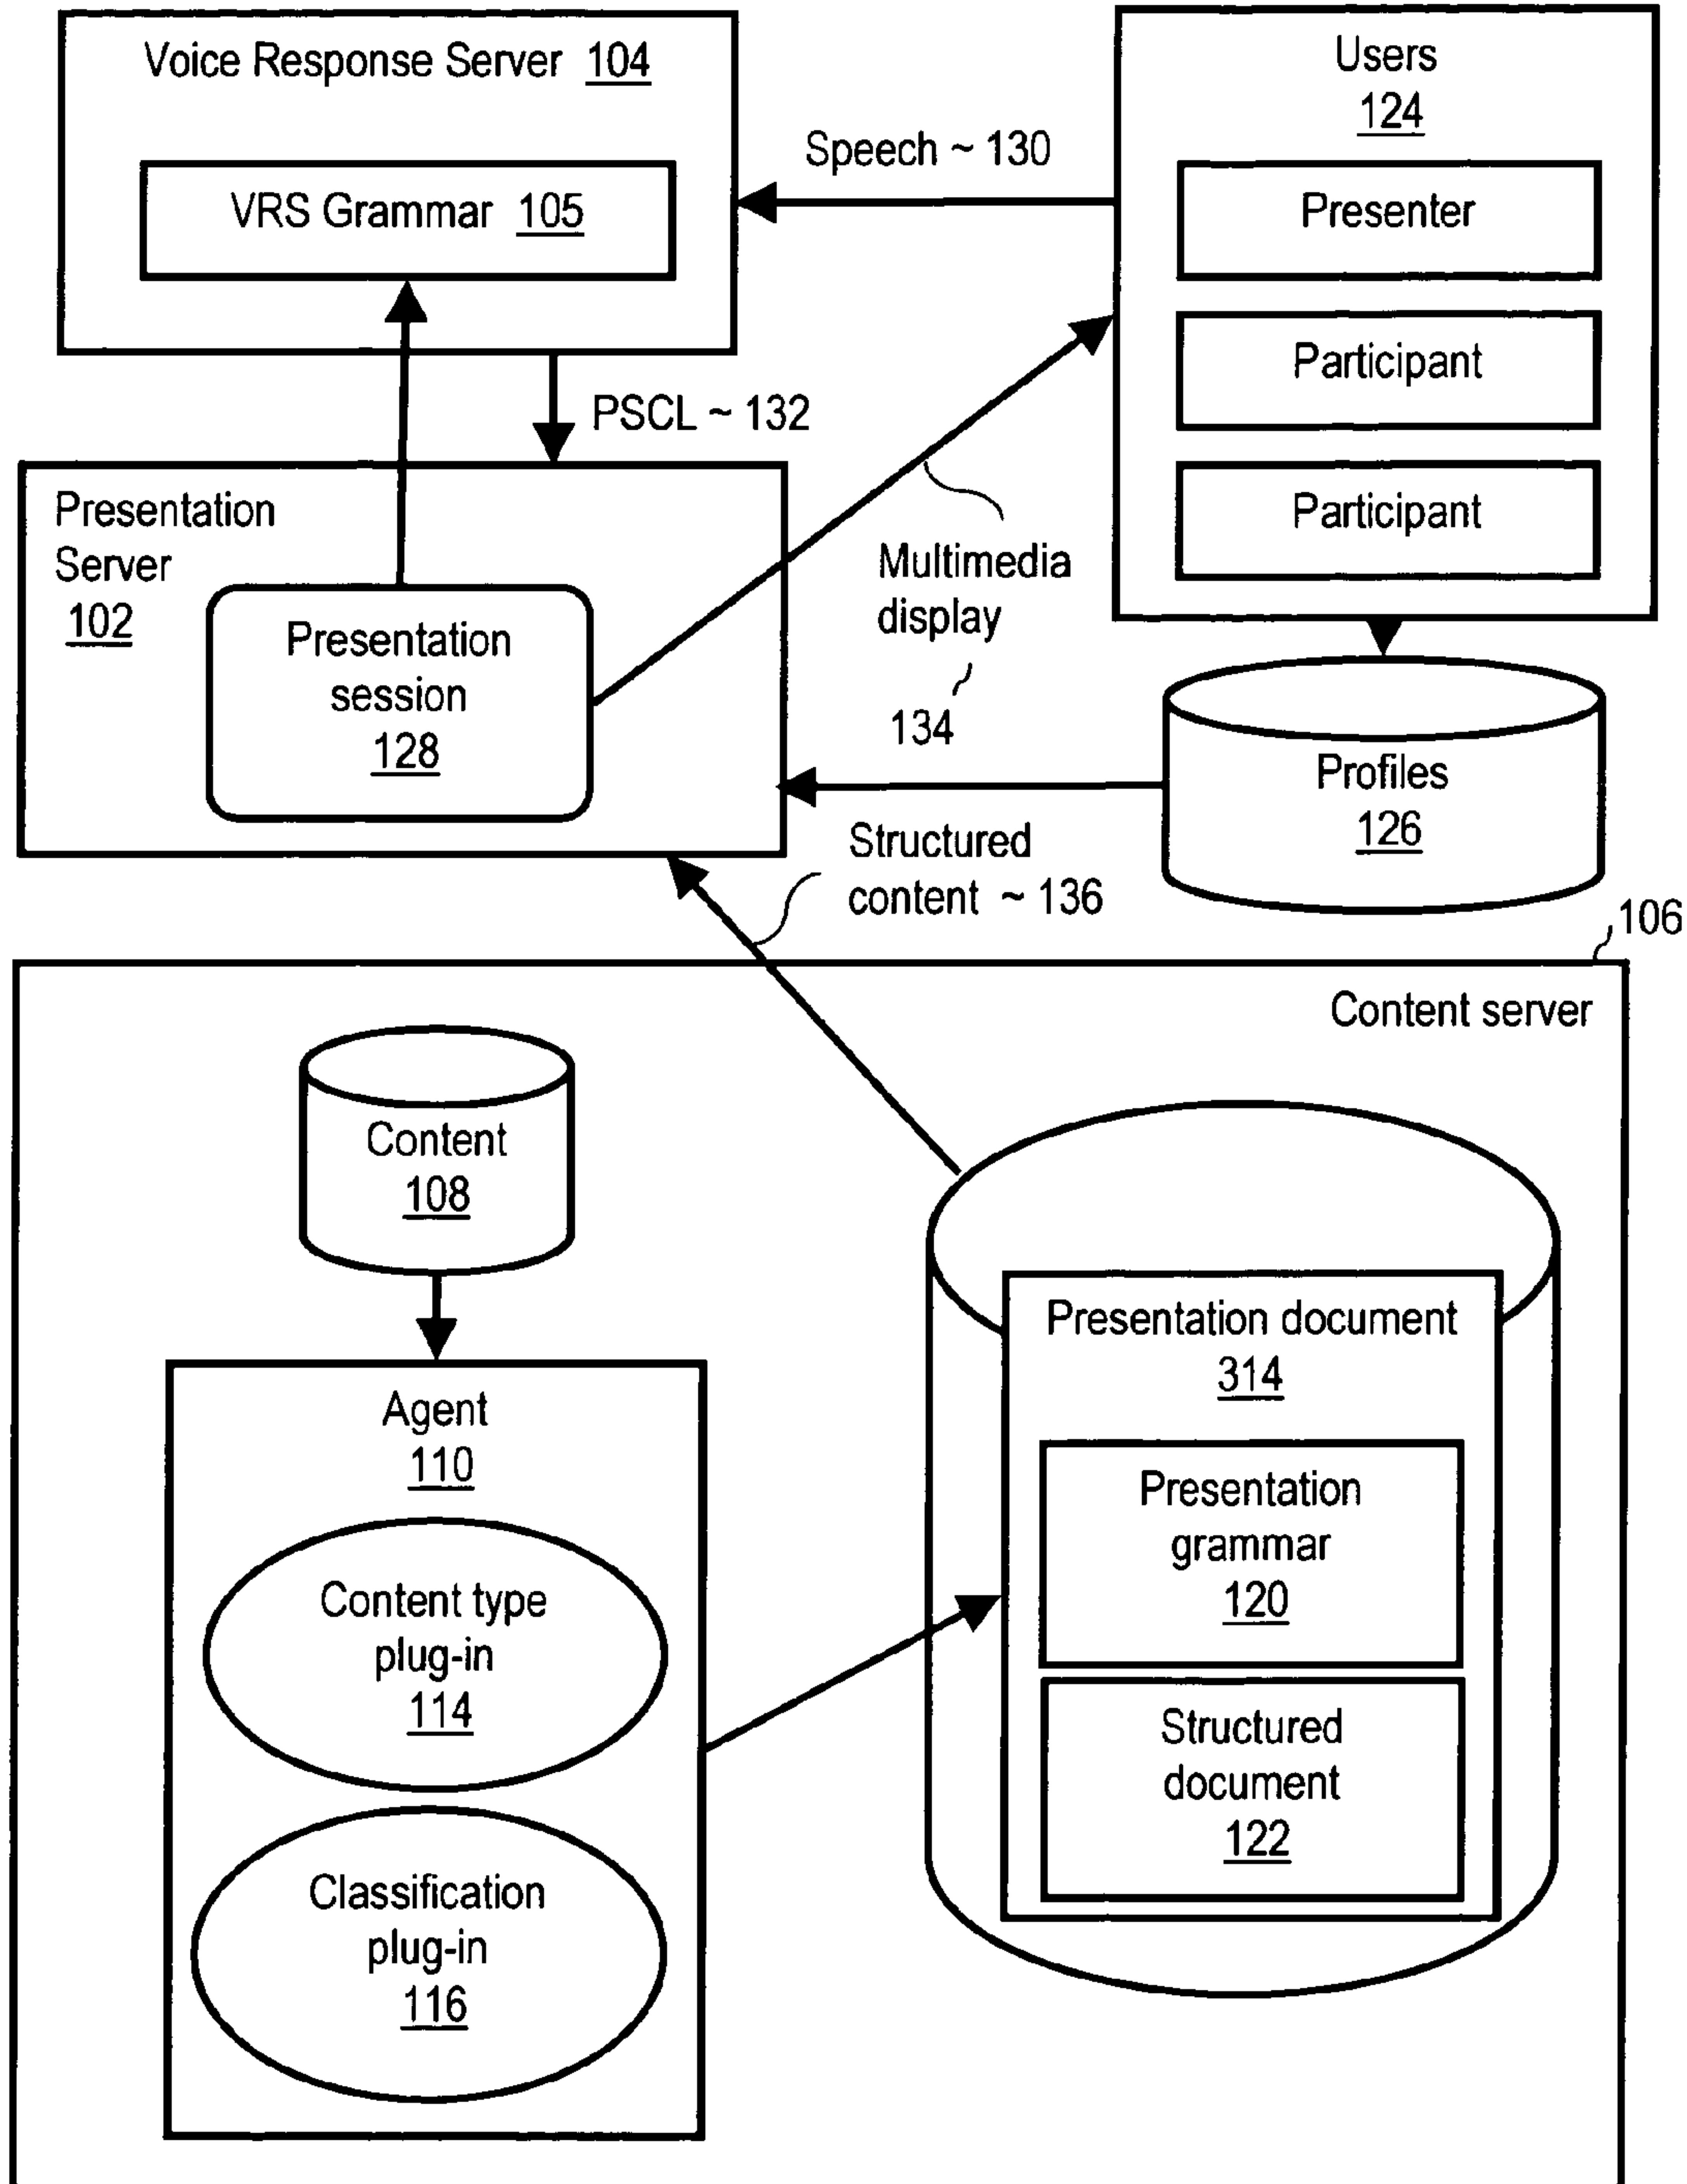 Voice Response Server 104
VRS Grammar 105
Speech ~ 130
Users
124
Presenter
Participant
Participant
PSCL ~ 132
Presentation
Server
102
Presentation
session
128
Multimedia
display
134
Profiles
126
Structured
content ~ 136
106
Content server
Content
108
Agent
110
Content type
plug-in
114
Classification
plug-in
116
Presentation document
314
Presentation
grammar
120
Structured
document
122